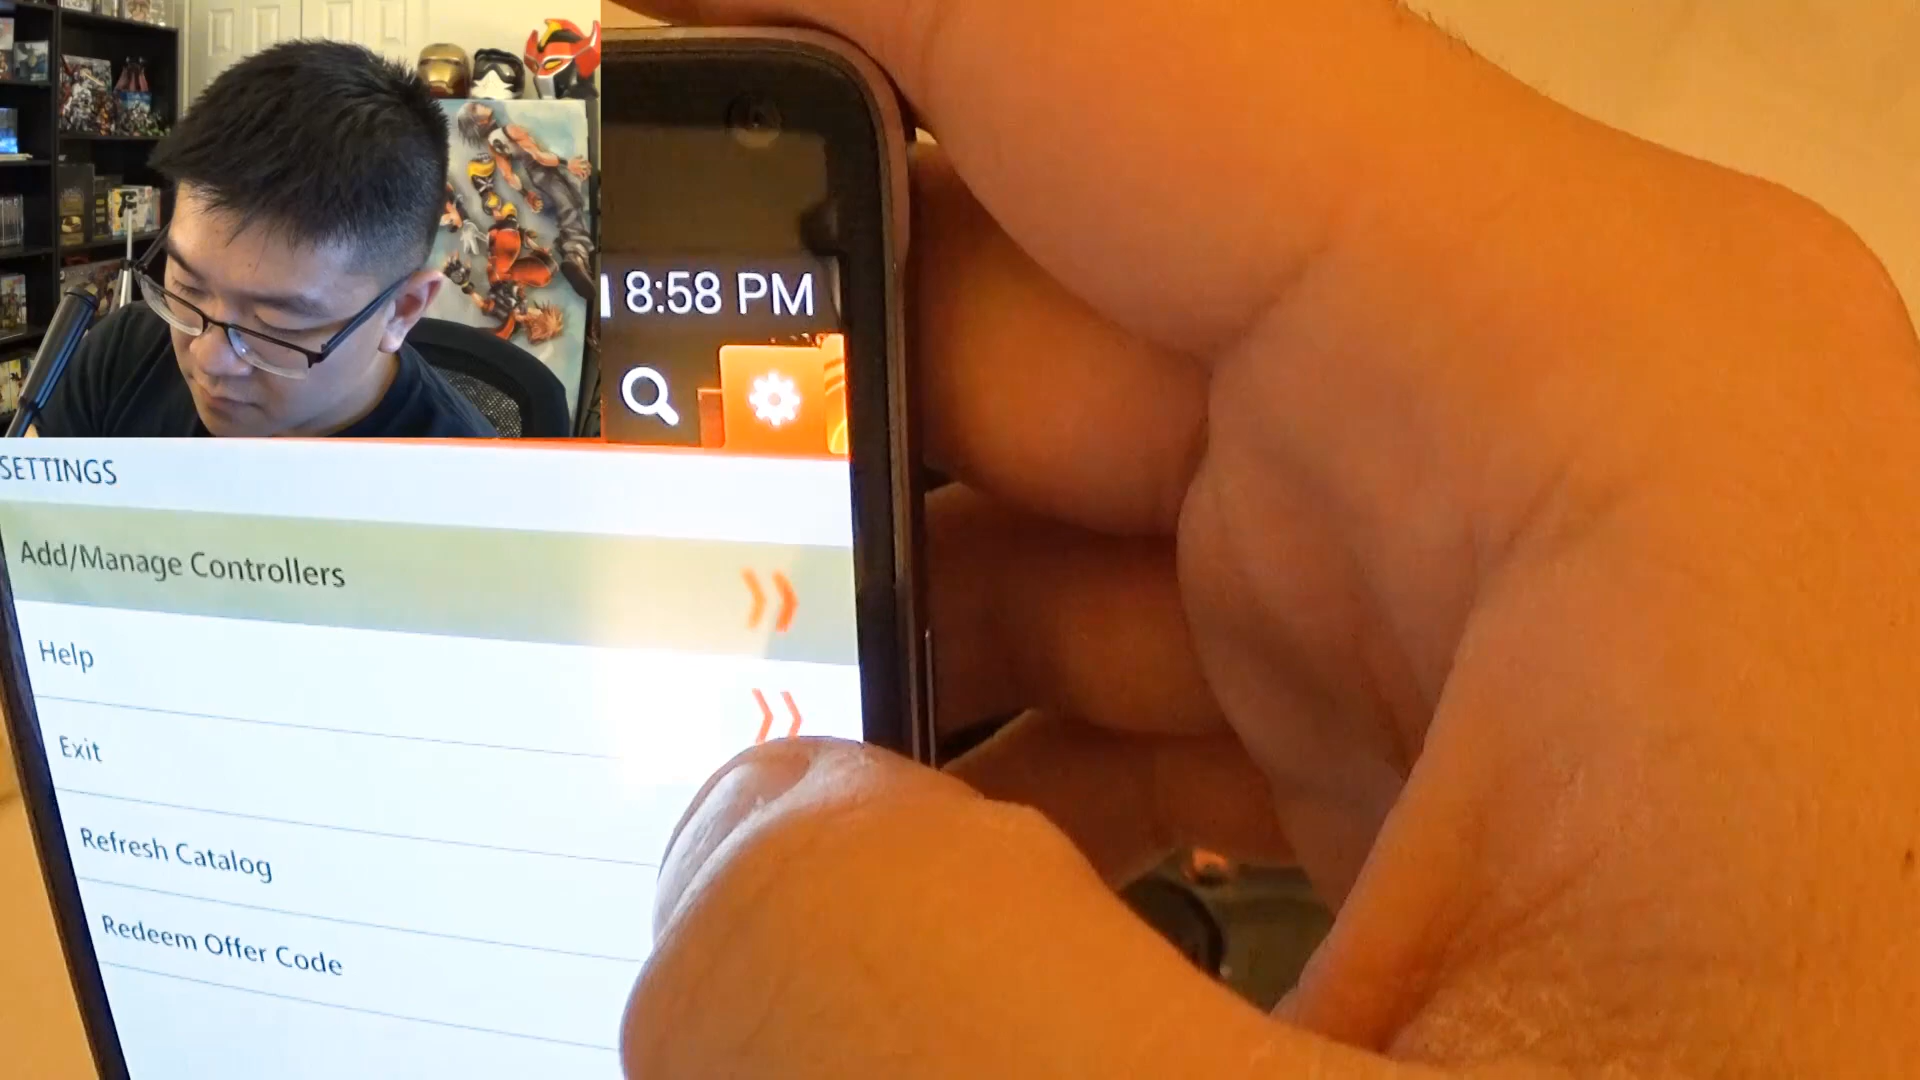 8:58 PM
SETTINGS
Add/Manage Controllers
Help
Exit
Refresh Catalog
Redeem Offer Code